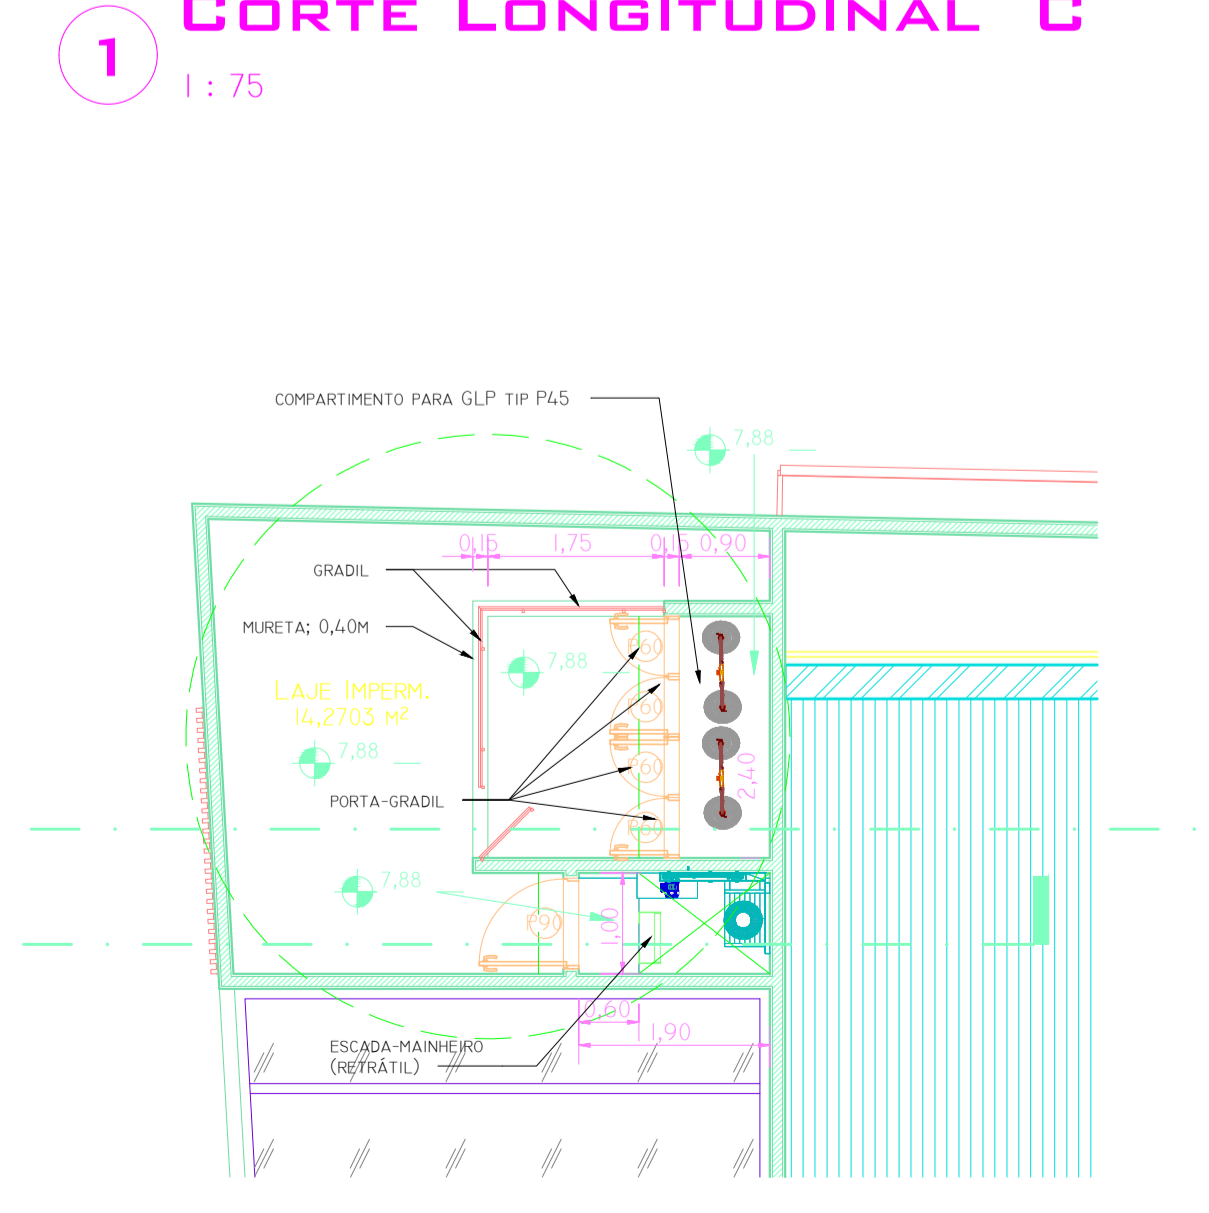 CORTE LONGITUDINAL C
1
1 : 75
COMPARTIMENTO PARA GLP TIP P45
7,88
0,15
1,75
0,15
0,90
GRADIL
MURETA; 0,40M
P60
7,88
LAJE IMPERM.
14,2703 M²
P60
7,88
P60
2,40
PORTA-GRADIL
P60
7,88
P90
1,00
0,60
1,90
ESCADA-MAINHEIRO
(RETRÁTIL)